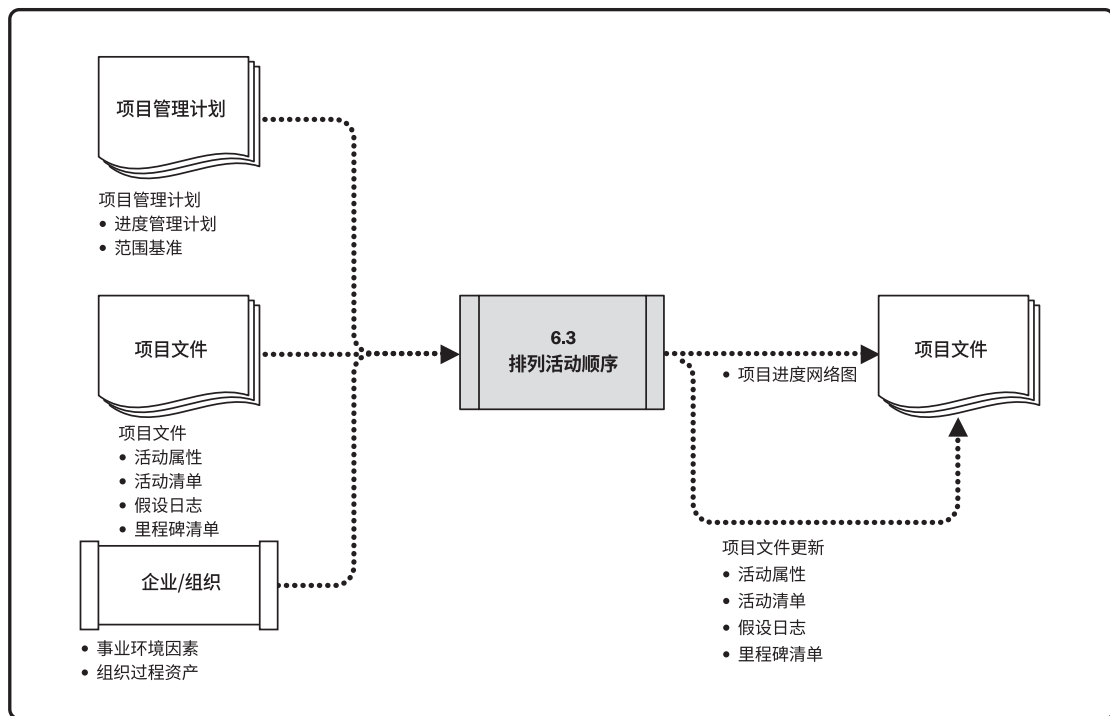 项目管理计划
项目管理计划
• 进度管理计划
• 范围基准
项目文件
项目文件
• 活动属性
• 活动清单
• 假设日志
• 里程碑清单
企业/组织
• 事业环境因素
• 组织过程资产
6.3
排列活动顺序
• 项目进度网络图
项目文件
项目文件更新
• 活动属性
• 活动清单
• 假设日志
• 里程碑清单